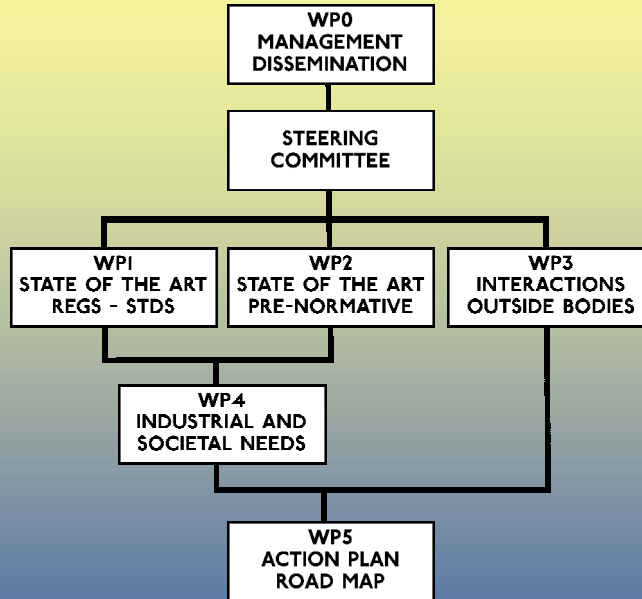 WP0
MANAGEMENT
DISSEMINATION
STEERING
COMMITTEE
WP1
STATE OF THE ART
REGS - STDS
WP2
STATE OF THE ART
PRE-NORMATIVE
WP3
INTERACTIONS
OUTSIDE BODIES
WP4
INDUSTRIAL AND
SOCIETAL NEEDS
WP5
ACTION PLAN
ROAD MAP